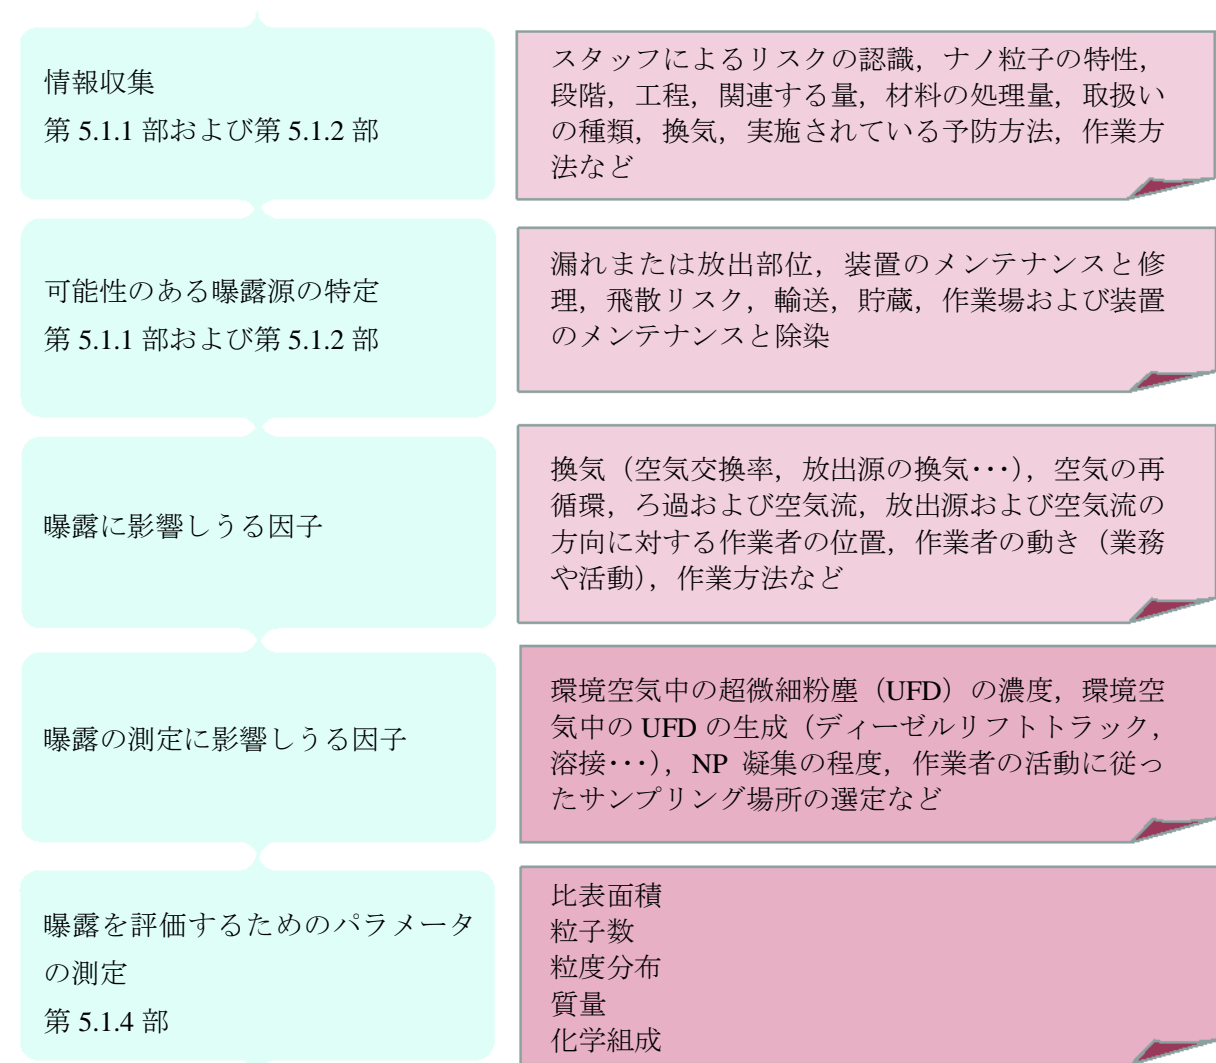 情報収集
第 5.1.1 部および第 5.1.2 部
スタッフによるリスクの認識，ナノ粒子の特性，
段階，工程，関連する量，材料の処理量，取扱い
の種類，換気，実施されている予防方法，作業方
法など
可能性のある曝露源の特定
第 5.1.1 部および第 5.1.2 部
漏れまたは放出部位，装置のメンテナンスと修
理，飛散リスク，輸送，貯蔵，作業場および装置
のメンテナンスと除染
曝露に影響しうる因子
換気（空気交換率，放出源の換気･･･），空気の再
循環，ろ過および空気流，放出源および空気流の
方向に対する作業者の位置，作業者の動き（業務
や活動），作業方法など
曝露の測定に影響しうる因子
環境空気中の超微細粉塵（UFD）の濃度，環境空
気中の UFD の生成（ディーゼルリフトトラック，
溶接･･･），NP 凝集の程度，作業者の活動に従っ
たサンプリング場所の選定など
曝露を評価するためのパラメータ
の測定
第 5.1.4 部
比表面積
粒子数
粒度分布
質量
化学組成